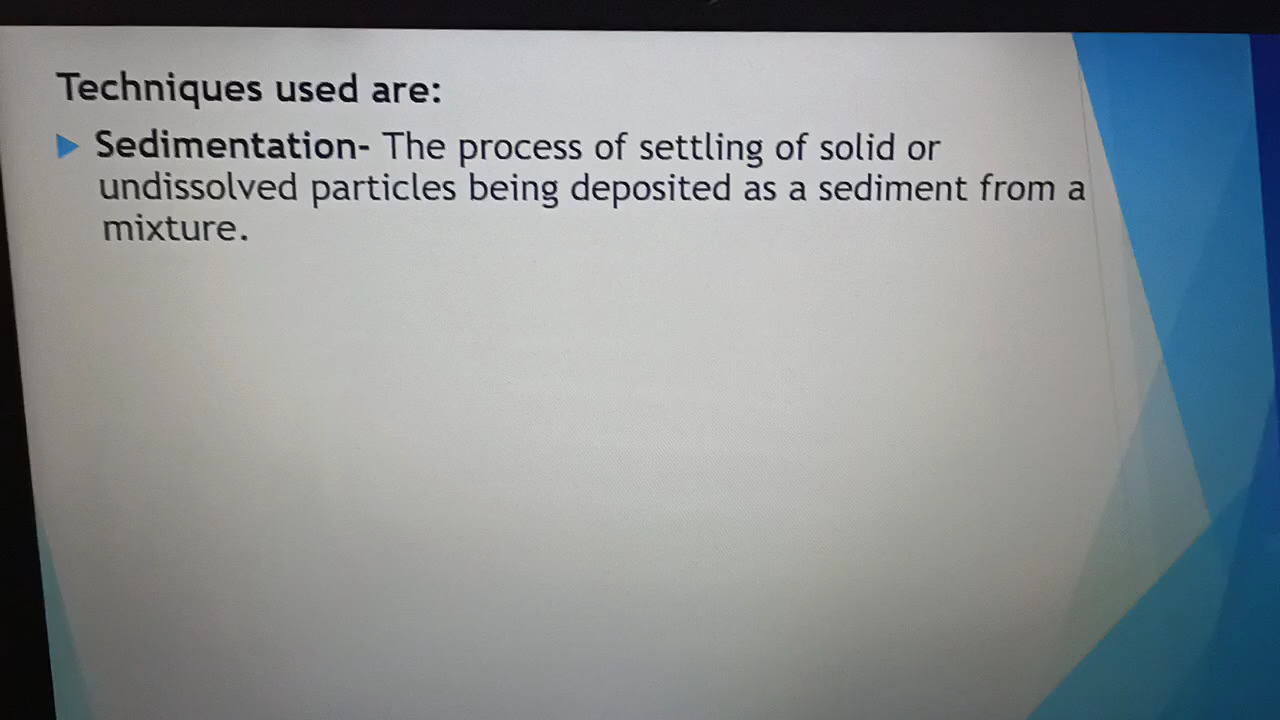 Techniques used are:
Sedimentation- The process of settling of solid or
undissolved particles being deposited as a sediment from a
mixture.